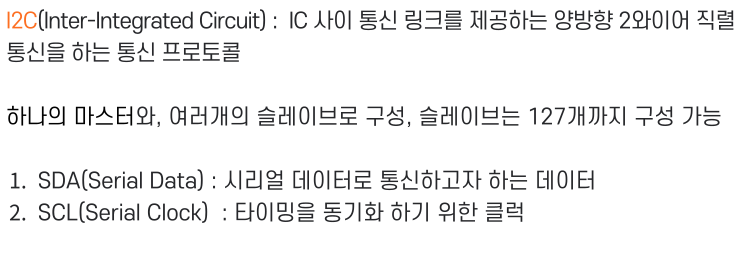 I2C(Inter-Integrated Circuit) : IC 사이 통신 링크를 제공하는 양방향 2와이어 직렬
통신을 하는 통신 프로토콜
하나의 마스터와, 여러개의 슬레이브로 구성, 슬레이브는 127개까지 구성 가능
1. SDA(Serial Data) : 시리얼 데이터로 통신하고자 하는 데이터
2. SCL(Serial Clock) : 타이밍을 동기화 하기 위한 클럭